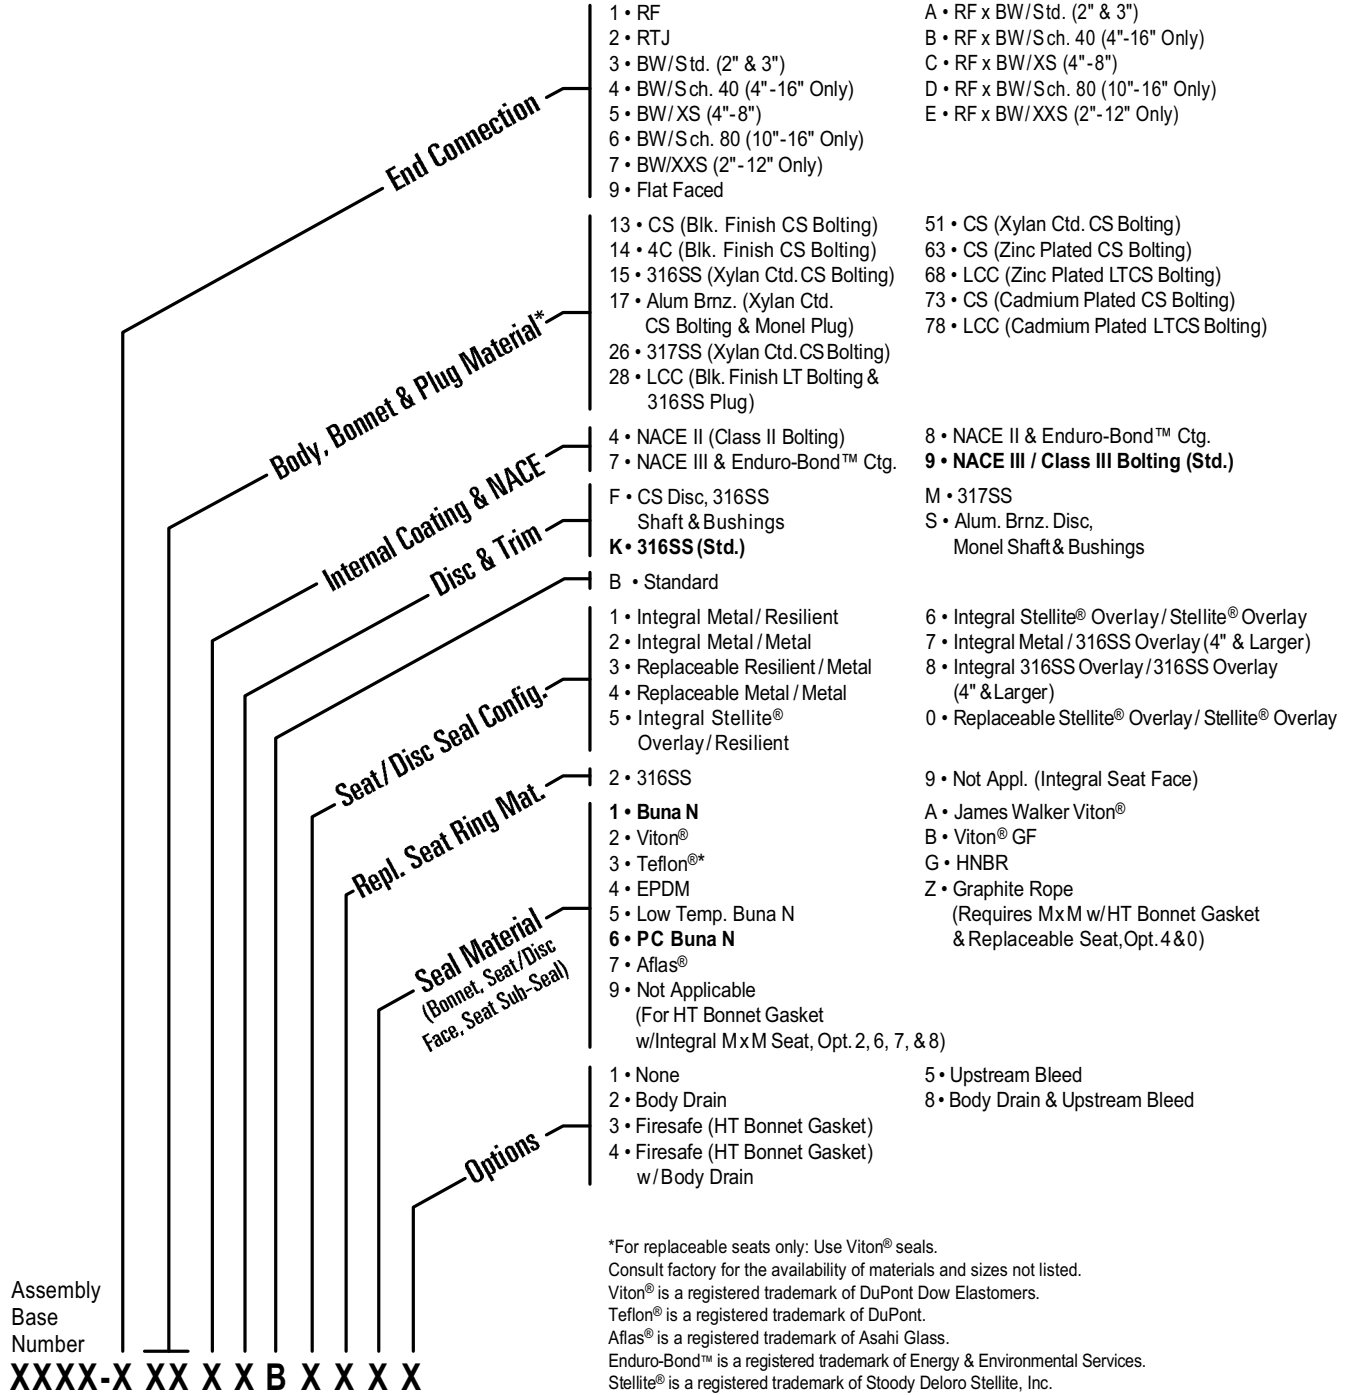 1 • RF
2 • RTJ
3 • BW/Std. (2" & 3")
4 • BW/Sch. 40 (4"-16" Only)
5 • BW/XS (4"-8")
6 • BW/Sch. 80 (10"-16" Only)
7 • BW/XXS (2"-12" Only)
9 • Flat Faced
A • RF x BW/Std. (2" & 3")
B • RF x BW/Sch. 40 (4"-16" Only)
C • RF x BW/XS (4"-8")
D • RF x BW/Sch. 80 (10"-16" Only)
E • RF x BW/XXS (2"-12" Only)
End Connection
13 • CS (Blk. Finish CS Bolting)
14 • 4C (Blk. Finish CS Bolting)
15 • 316SS (Xylan Ctd. CS Bolting)
17 • Alum Brnz. (Xylan Ctd.
CS Bolting & Monel Plug)
26 • 317SS (Xylan Ctd. CS Bolting)
28 • LCC (Blk. Finish LT Bolting &
316SS Plug)
51 • CS (Xylan Ctd. CS Bolting)
63 • CS (Zinc Plated CS Bolting)
68 • LCC (Zinc Plated LTCS Bolting)
73 • CS (Cadmium Plated CS Bolting)
78 • LCC (Cadmium Plated LTCS Bolting)
Body, Bonnet & Plug Material*
4 • NACE II (Class II Bolting)
7 • NACE III & Enduro-Bond™ Ctg.
8 • NACE II & Enduro-Bond™ Ctg.
9 • NACE III / Class III Bolting (Std.)
Internal Coating & NACE
F • CS Disc, 316SS
Shaft & Bushings
K • 316SS (Std.)
M • 317SS
S • Alum. Brnz. Disc,
Monel Shaft & Bushings
Disc & Trim
B • Standard
1 • Integral Metal / Resilient
2 • Integral Metal / Metal
3 • Replaceable Resilient / Metal
4 • Replaceable Metal / Metal
5 • Integral Stellite®
Overlay / Resilient
6 • Integral Stellite® Overlay / Stellite® Overlay
7 • Integral Metal / 316SS Overlay (4" & Larger)
8 • Integral 316SS Overlay / 316SS Overlay
(4" & Larger)
0 • Replaceable Stellite® Overlay / Stellite® Overlay
Seat/Disc Seal Config.
2 • 316SS
9 • Not Appl. (Integral Seat Face)
Repl. Seat Ring Mat.
1 • Buna N
2 • Viton®
3 • Teflon®*
4 • EPDM
5 • Low Temp. Buna N
6 • PC Buna N
7 • Aflas®
9 • Not Applicable
(For HT Bonnet Gasket
w/Integral M x M Seat, Opt. 2, 6, 7, & 8)
A • James Walker Viton®
B • Viton® GF
G • HNBR
Z • Graphite Rope
(Requires M x M w/HT Bonnet Gasket
& Replaceable Seat, Opt. 4 & 0)
Seal Material
(Bonnet, Seat/Disc
Face, Seat Sub-Seal)
1 • None
2 • Body Drain
3 • Firesafe (HT Bonnet Gasket)
4 • Firesafe (HT Bonnet Gasket)
w/Body Drain
5 • Upstream Bleed
8 • Body Drain & Upstream Bleed
Options
*For replaceable seats only: Use Viton® seals.
Consult factory for the availability of materials and sizes not listed.
Viton® is a registered trademark of DuPont Dow Elastomers.
Teflon® is a registered trademark of DuPont.
Aflas® is a registered trademark of Asahi Glass.
Enduro-Bond™ is a registered trademark of Energy & Environmental Services.
Stellite® is a registered trademark of Stoody Deloro Stellite, Inc.
Assembly
Base
Number
XXXX-X XX X X B X X X X